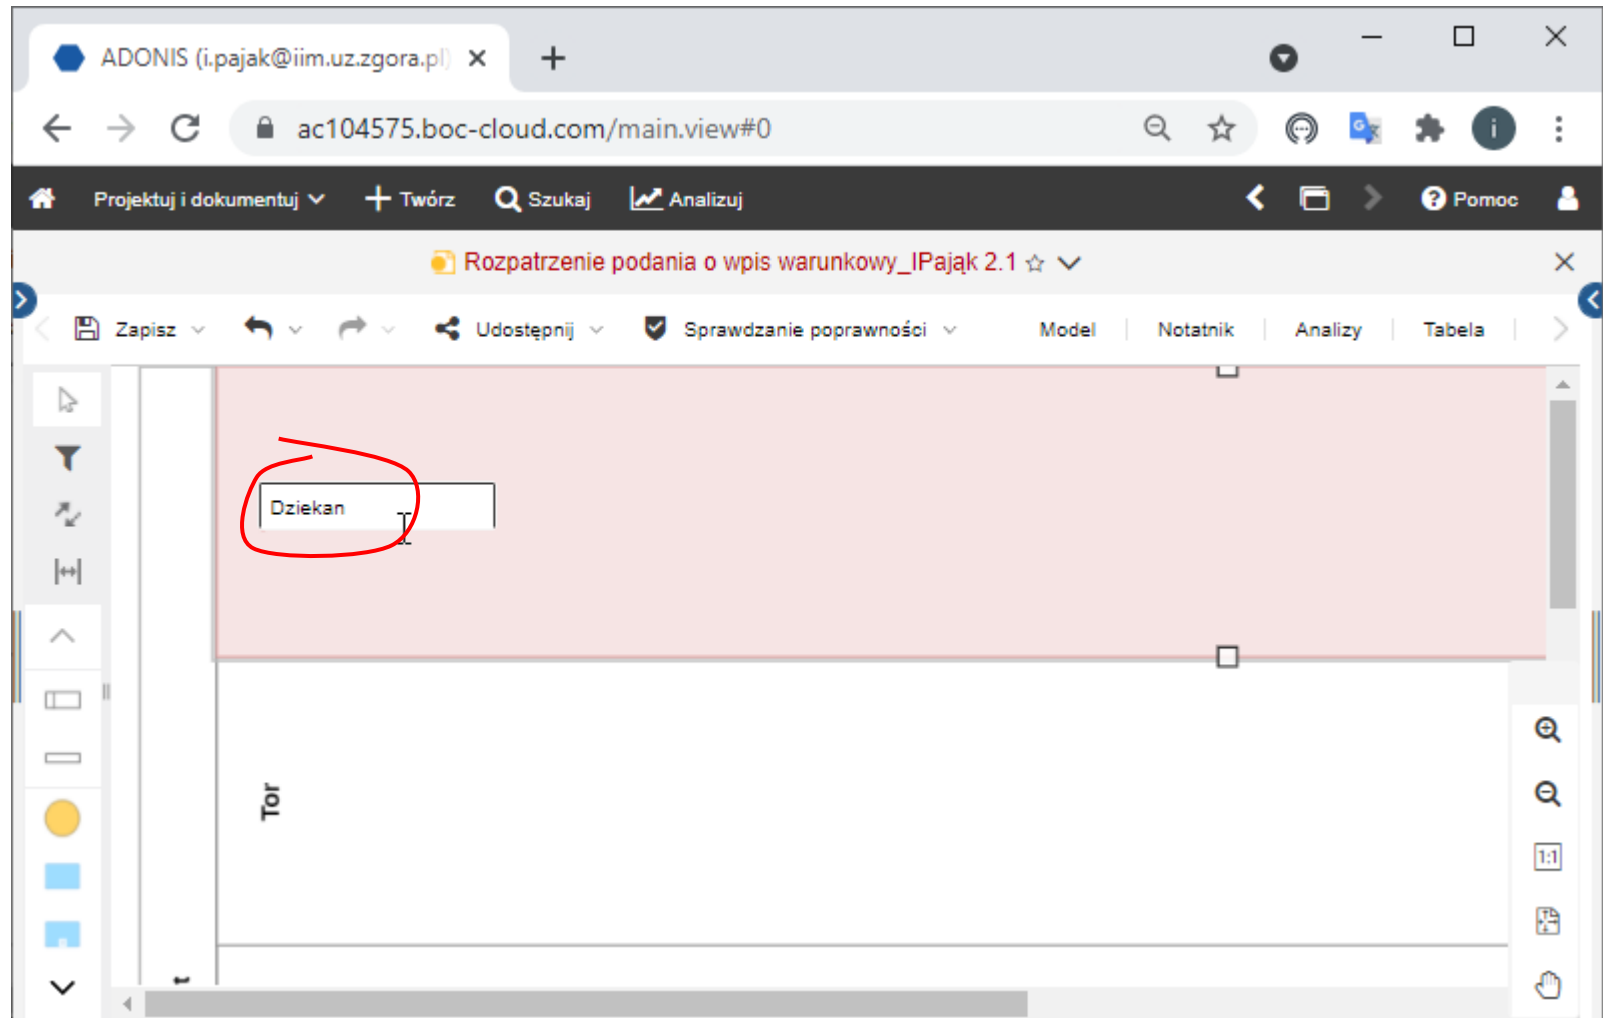 ADONIS (i.pajak@iim.uz.zgora.pl)
ac104575.boc-cloud.com/main.view#0
i
Projektuj i dokumentuj
Twórz
Szukaj
Analizuj
Pomoc
Rozpatrzenie podania o wpis warunkowy_IPająk 2.1
Zapisz
Udostępnij
Sprawdzanie poprawności
Model
Notatnik
Analizy
Tabela
Dziekan
Tor
1:1